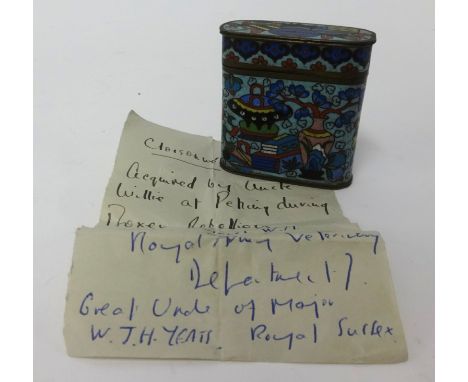 Cloisonné
Acquired by Uncle
Willie at Peking during
Boxer Rebellion
Royal Army Veterinary
Department).
Great Uncle of Major
W.J.H. YEATS Royal Sussex